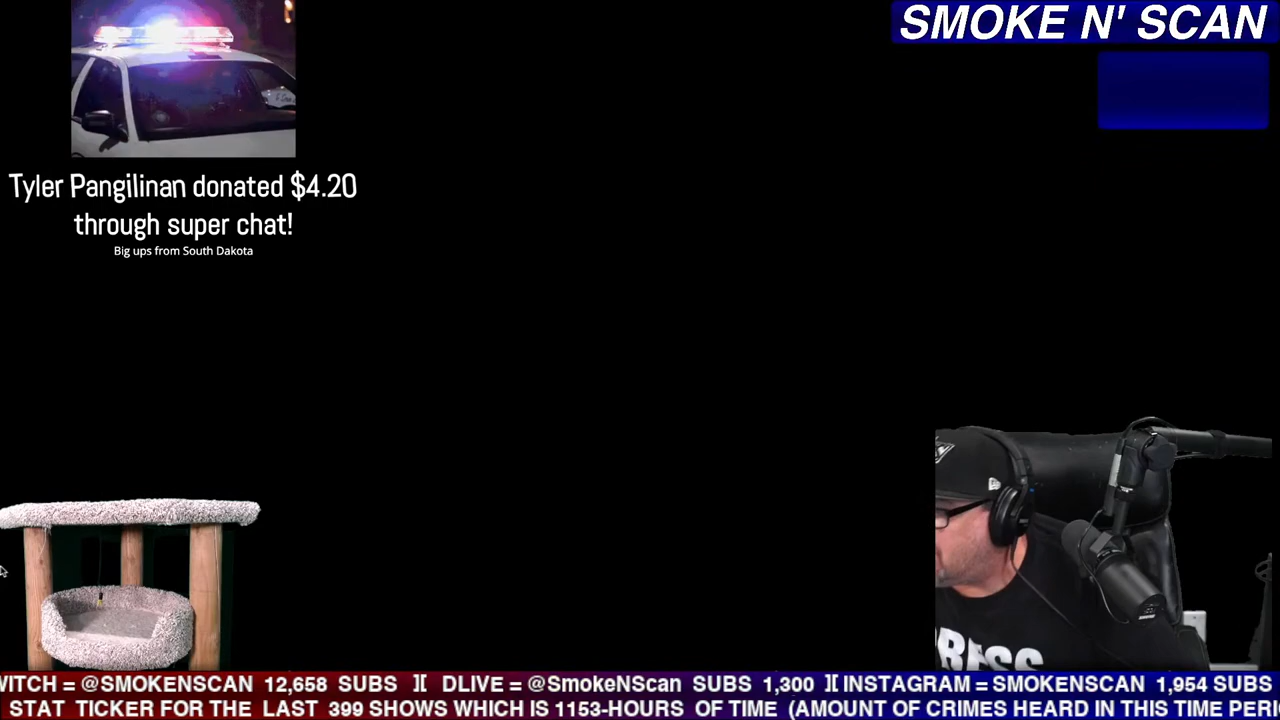 SMOKE N' SCAN
Tyler Pangilinan donated $4.20
through super chat!
Big ups from South Dakota
WITCH = @SMOKENSCAN 12,658 SUBS ][ DLIVE = @SmokeNScan SUBS 1,300 ][ INSTAGRAM = SMOKENSCAN 1,954 SUBS
STAT TICKER FOR THE LAST 399 SHOWS WHICH IS 1153-HOURS OF TIME (AMOUNT OF CRIMES HEARD IN THIS TIME PERI